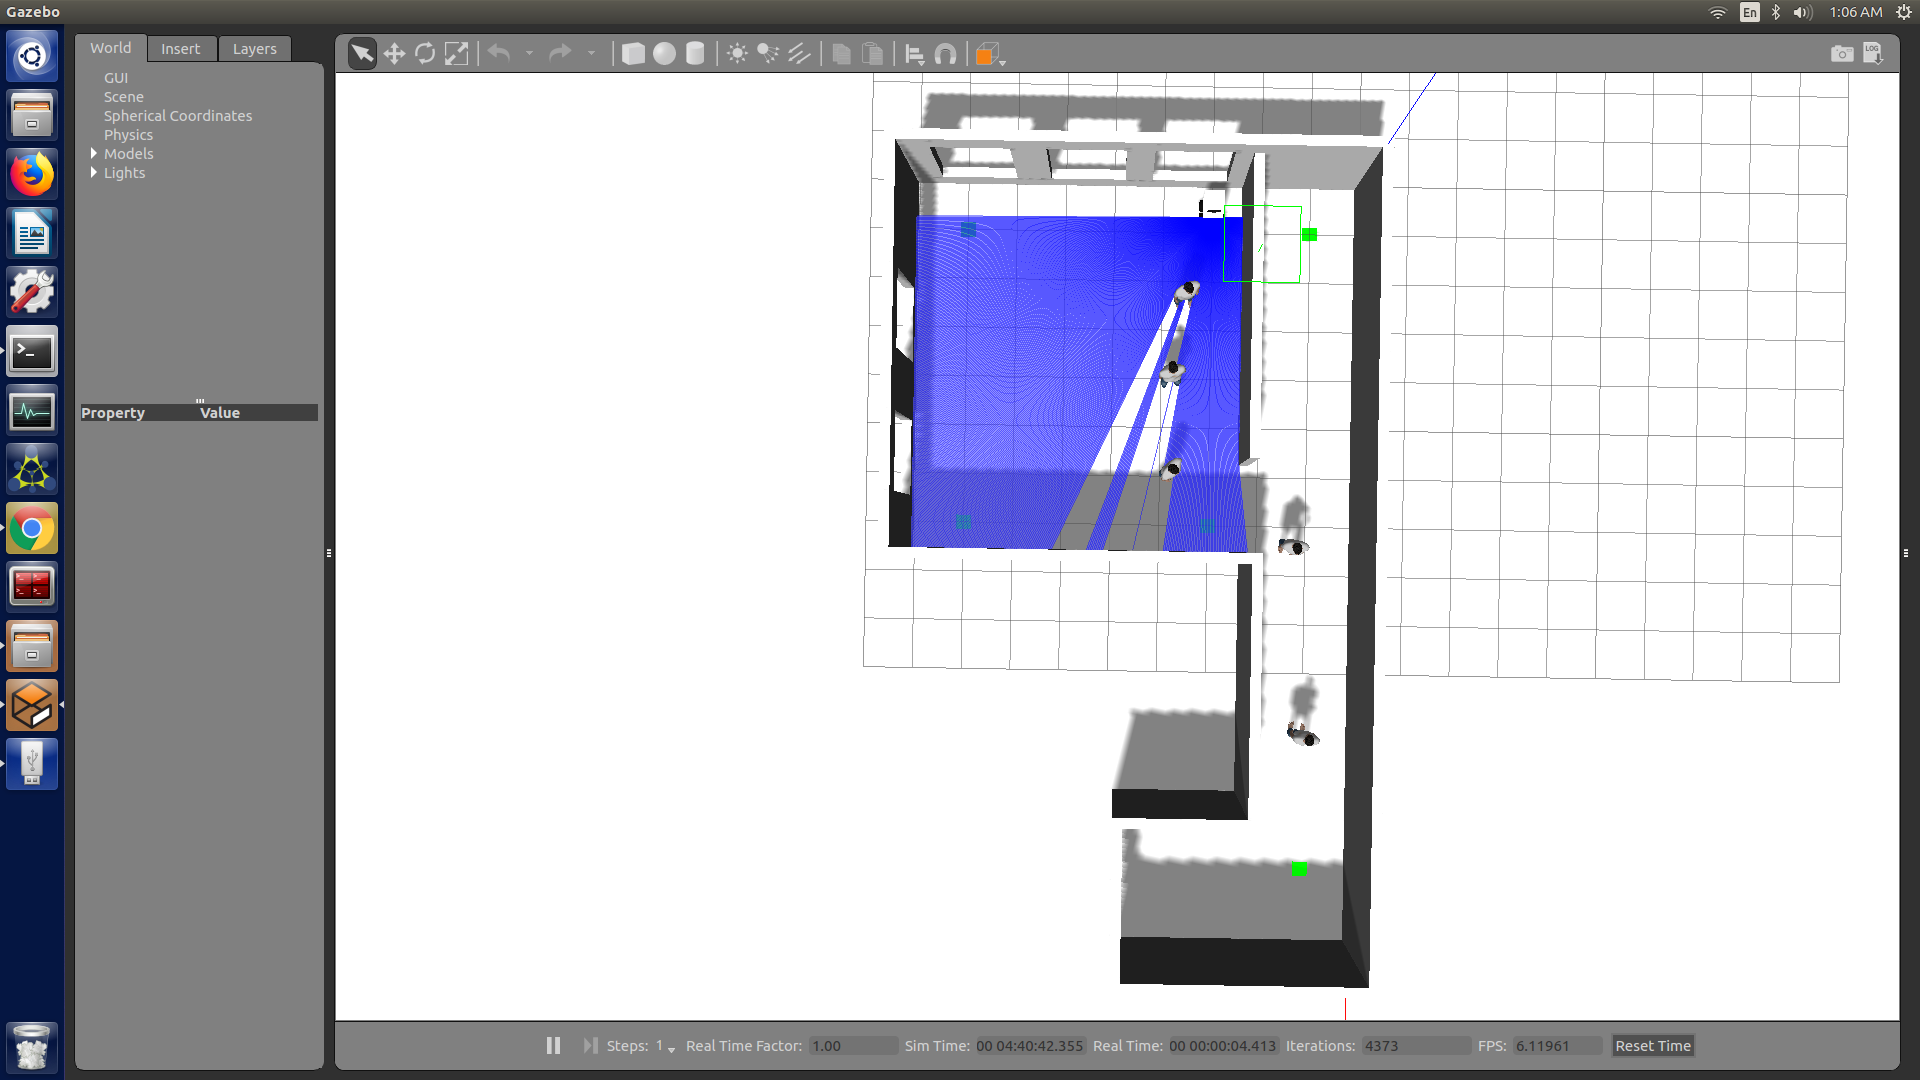 Gazebo
En
1:06 AM
World
Insert
Layers
LOG
GUI
Scene
Spherical Coordinates
Physics
Models
Lights
Property Value
Steps: 1 Real Time Factor: 1.00 Sim Time: 00 04:40:42.355 Real Time: 00 00:00:04.413 Iterations: 4373 FPS: 6.11961 Reset Time